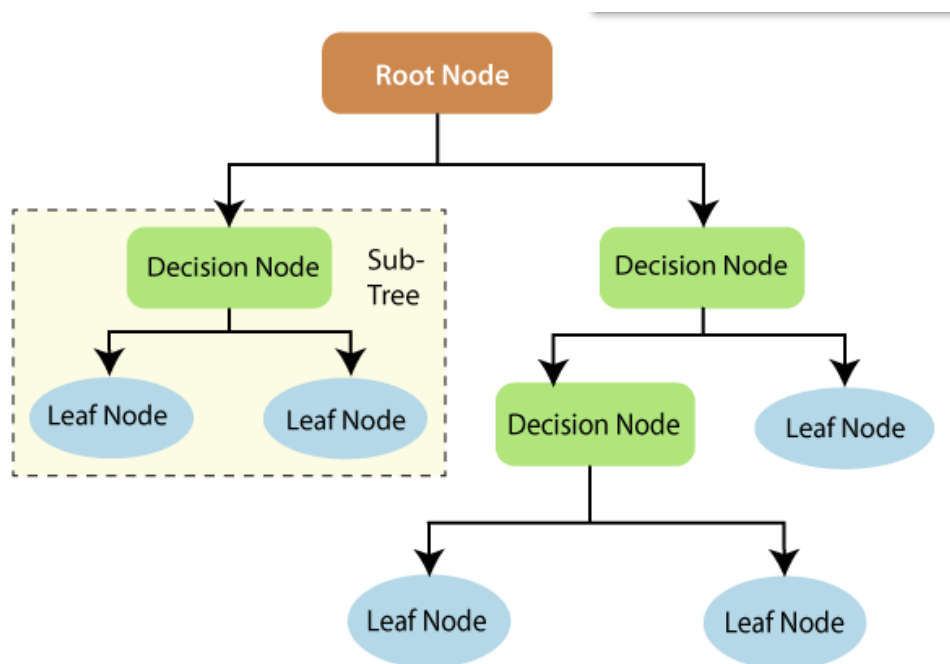 Root Node
Decision Node
Sub-
Tree
Decision Node
Leaf Node
Leaf Node
Decision Node
Leaf Node
Leaf Node
Leaf Node